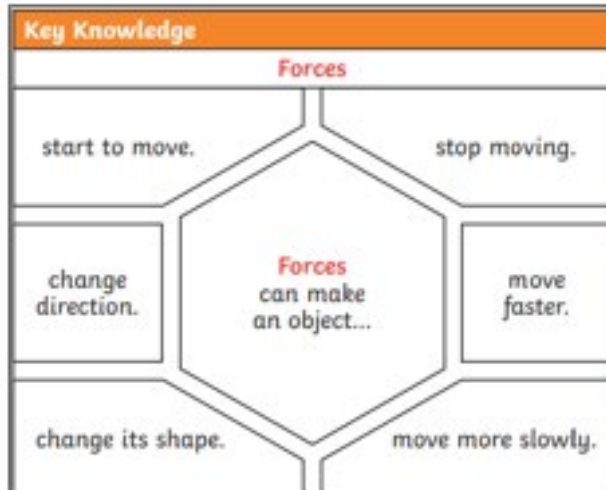 Key Knowledge
Forces
start to move.
stop moving.
Forces
can make
an object...
change
direction.
move
faster.
change its shape.
move more slowly.